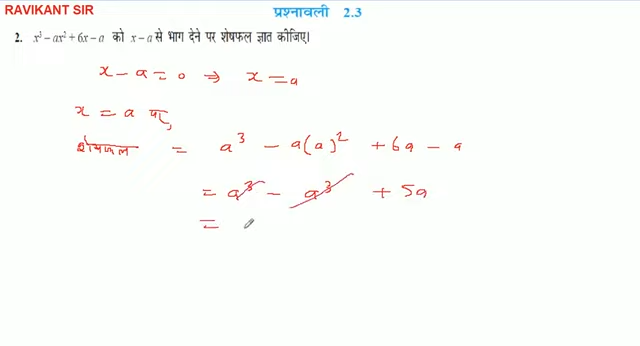 RAVIKANT SIR
प्रश्नावली 2.3
2. x³ – ax² + 6x – a को x – a से भाग देने पर शेषफल ज्ञात कीजिए।
x – a = 0 ⇒ x = a
x = a पर,
शेषफल = a³ – a(a)² + 6a – a
= a³ – a³ + 5a
=